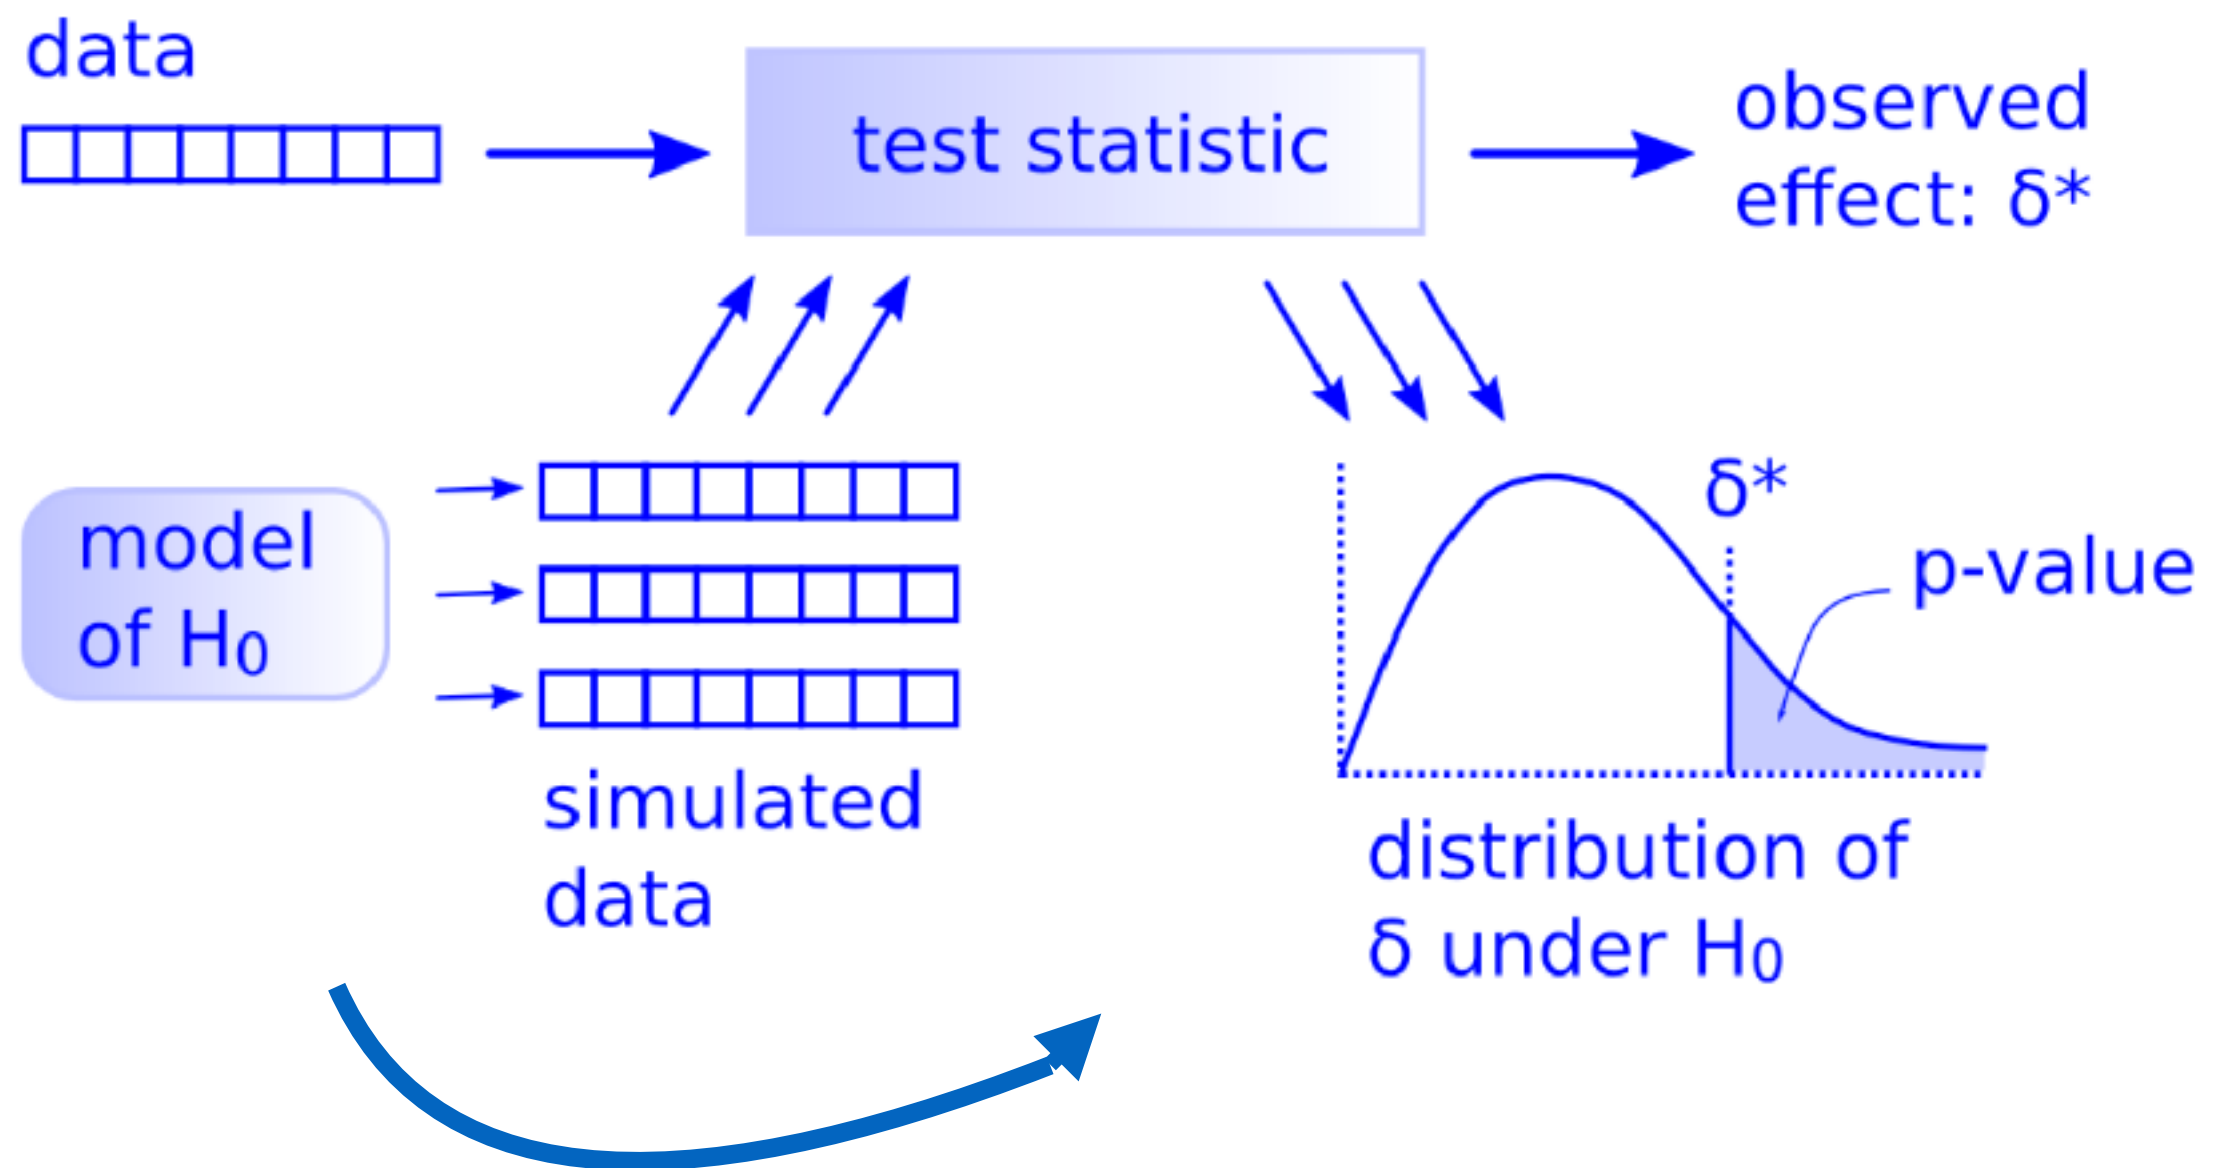 data
test statistic
observed
effect: δ*
model
of H₀
simulated
data
δ*
p-value
distribution of
δ under H₀